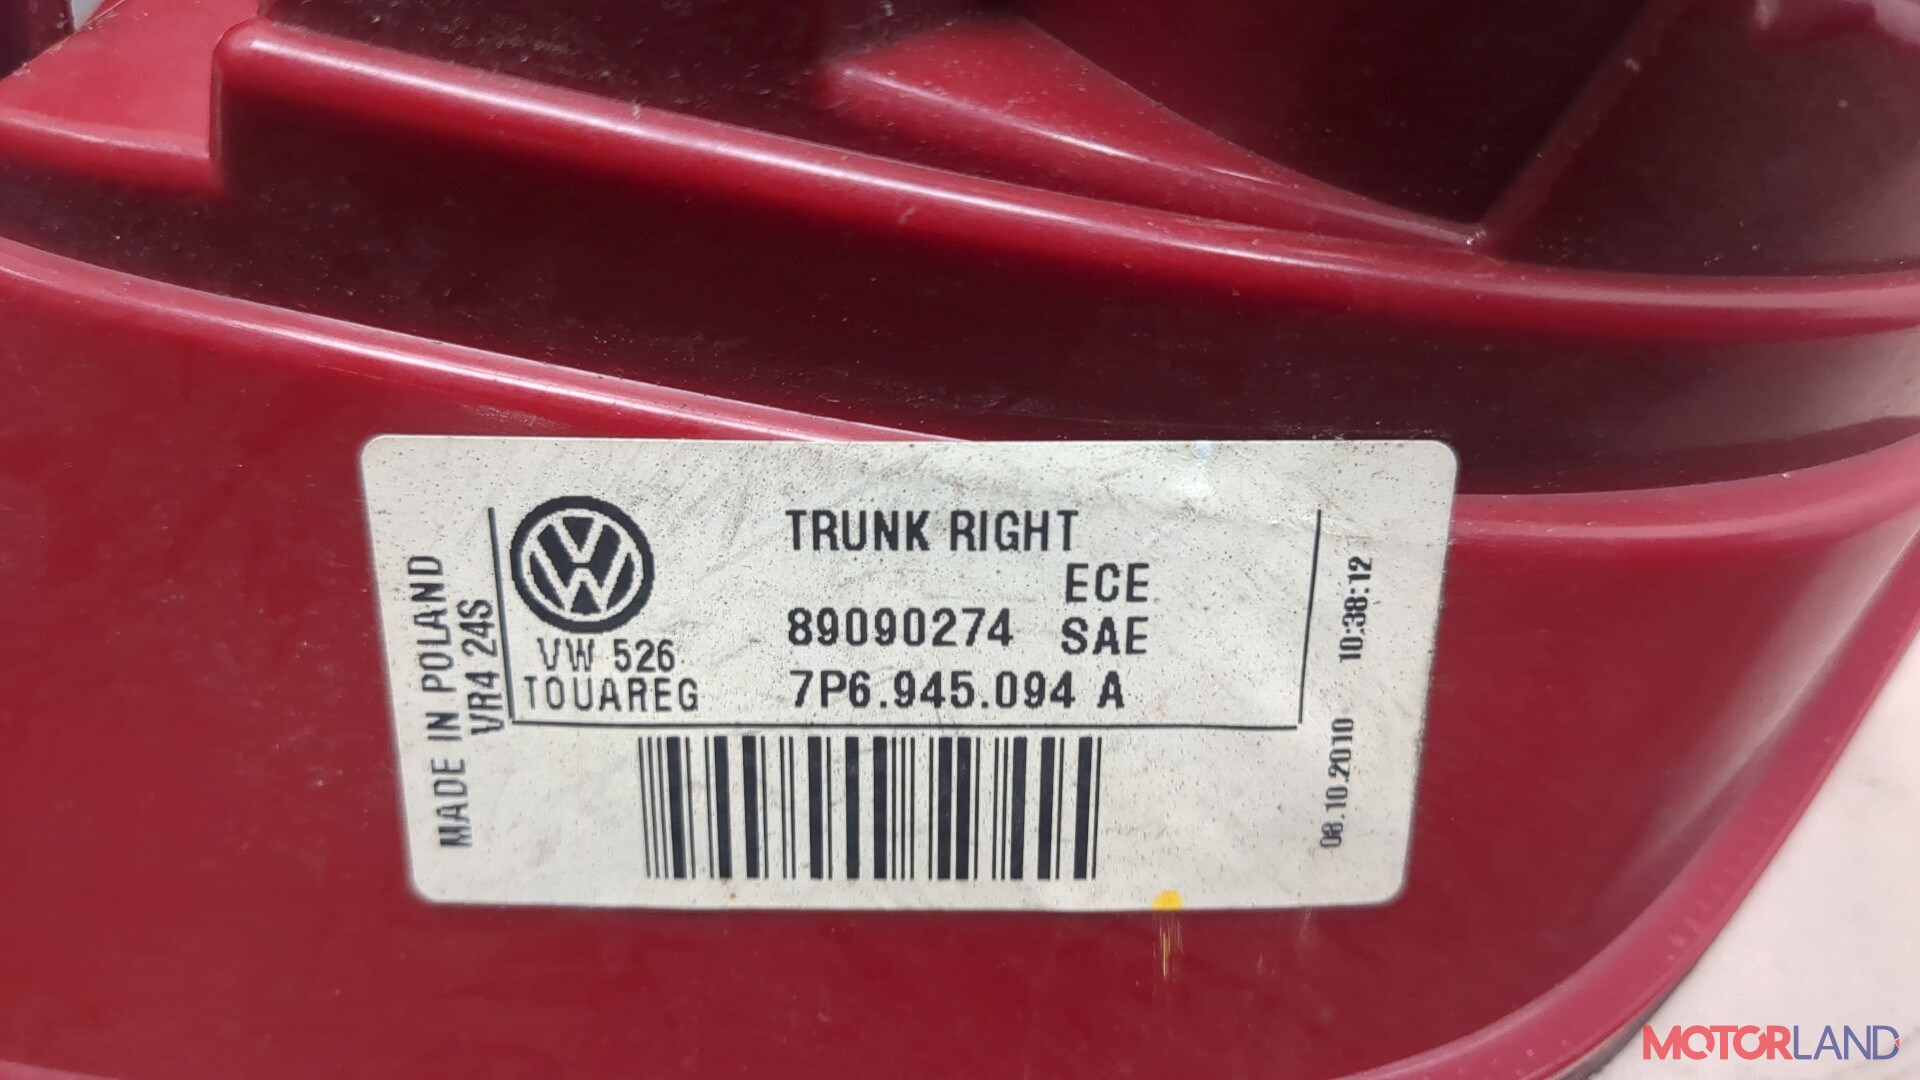 MADE IN POLAND
VR4 24S
VW 526
TOUAREG
TRUNK RIGHT
ECE
89090274 SAE
7P6.945.094 A
08.10.2010 10:38:12
MOTORLAND